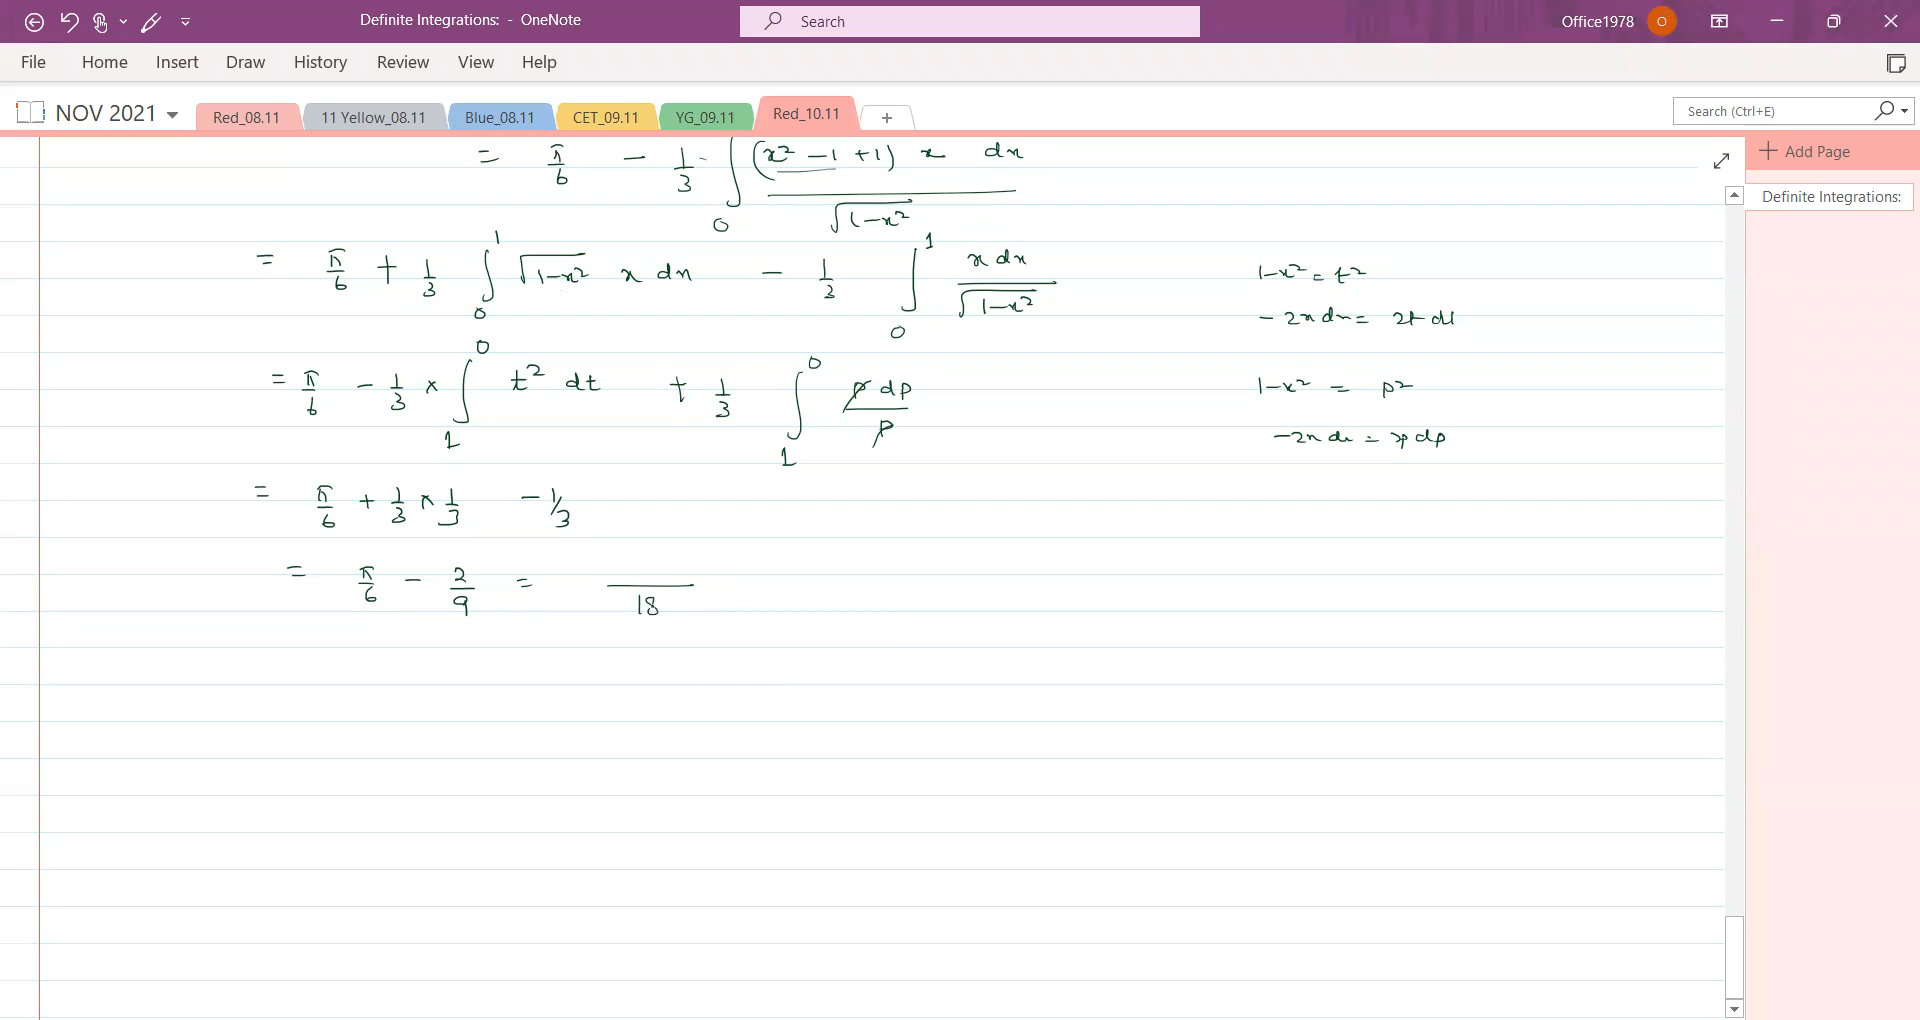 Definite Integrations: - OneNote
Search
Office1978
O
File Home Insert Draw History Review View Help
NOV 2021
Red_08.11
11 Yellow_08.11
Blue_08.11
CET_09.11
YG_09.11
Red_10.11
+
Search (Ctrl+E)
+ Add Page
Definite Integrations:
= π/6 - 1/3 ∫₀ (x² - 1 + 1) x dx / √(1-x²)
= π/6 + 1/3 ∫₀¹ √(1-x²) x dx - 1/3 ∫₀¹ x dx / √(1-x²)
1-x² = t²
- 2x dx = 2t dt
= π/6 - 1/3 × ∫₁⁰ t² dt + 1/3 ∫₁⁰ p dp / p
1-x² = p²
-2x dx = 2p dp
= π/6 + 1/3 × 1/3 - 1/3
= π/6 - 2/9 = /18